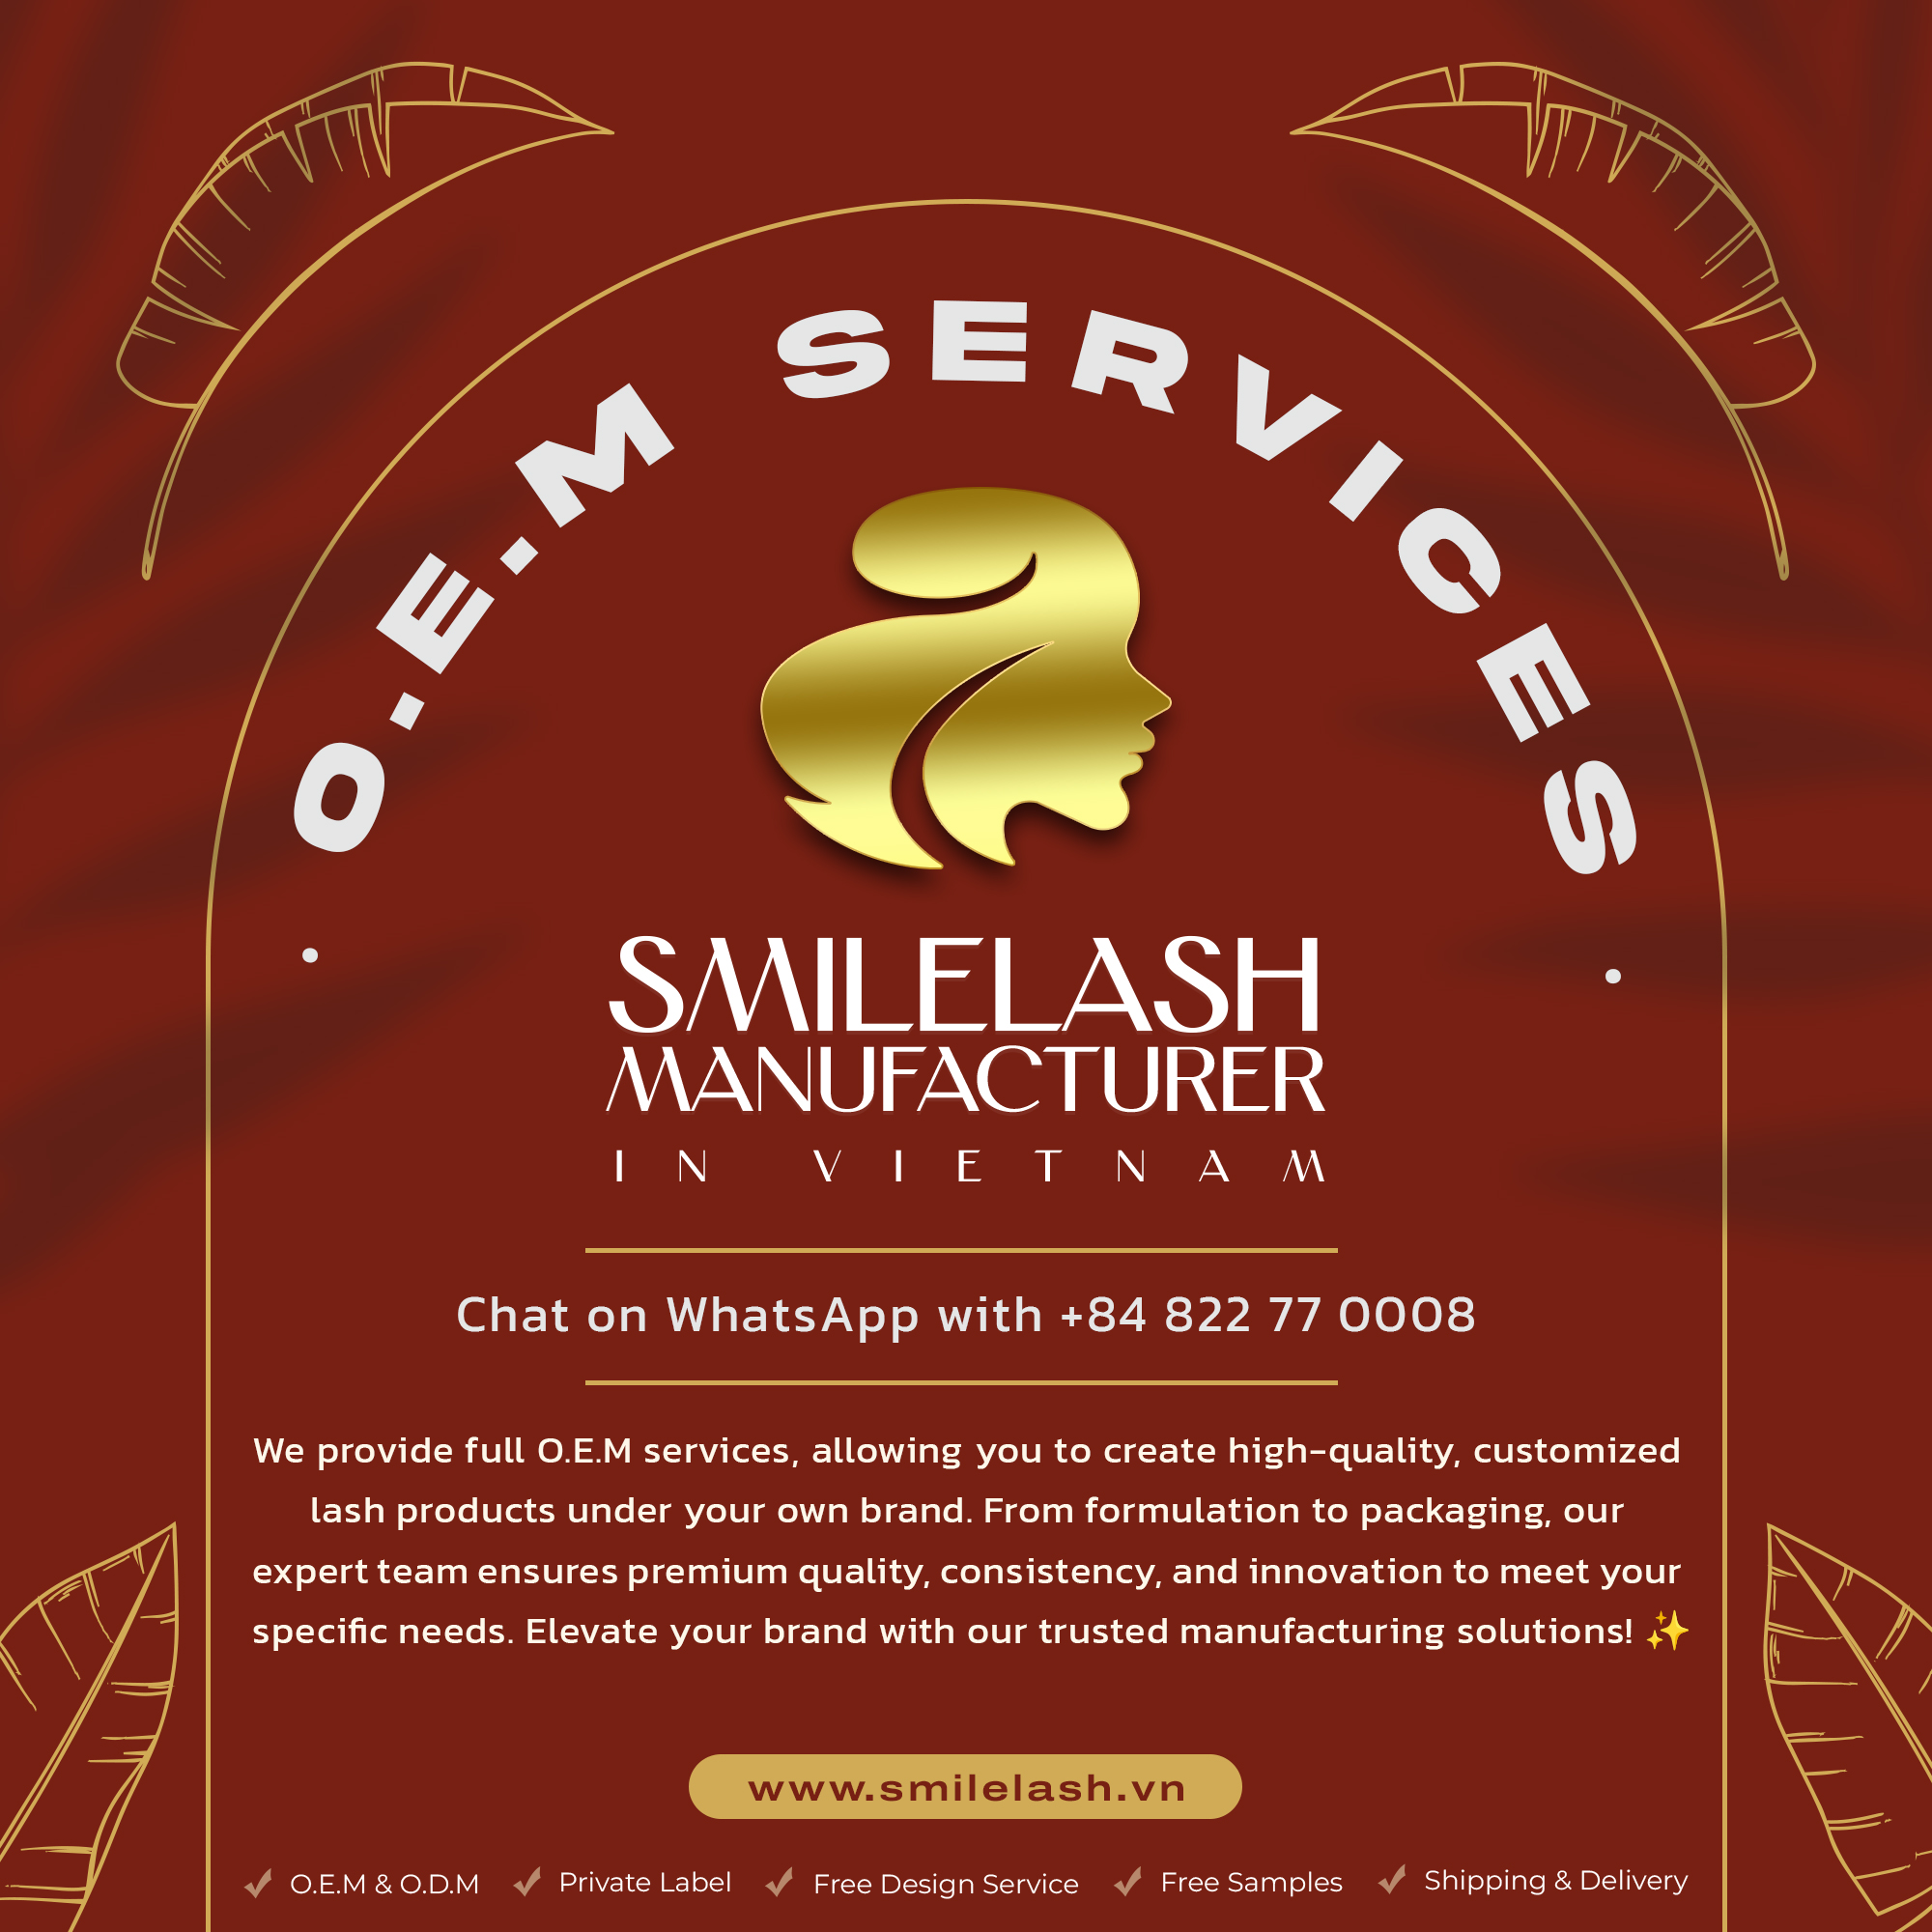 O.E.M SERVICES
SMILELASH
MANUFACTURER
IN VIETNAM
Chat on WhatsApp with +84 822 77 0008
We provide full O.E.M services, allowing you to create high-quality, customized
lash products under your own brand. From formulation to packaging, our
expert team ensures premium quality, consistency, and innovation to meet your
specific needs. Elevate your brand with our trusted manufacturing solutions! ✨
www.smilelash.vn
O.E.M & O.D.M Private Label Free Design Service Free Samples Shipping & Delivery